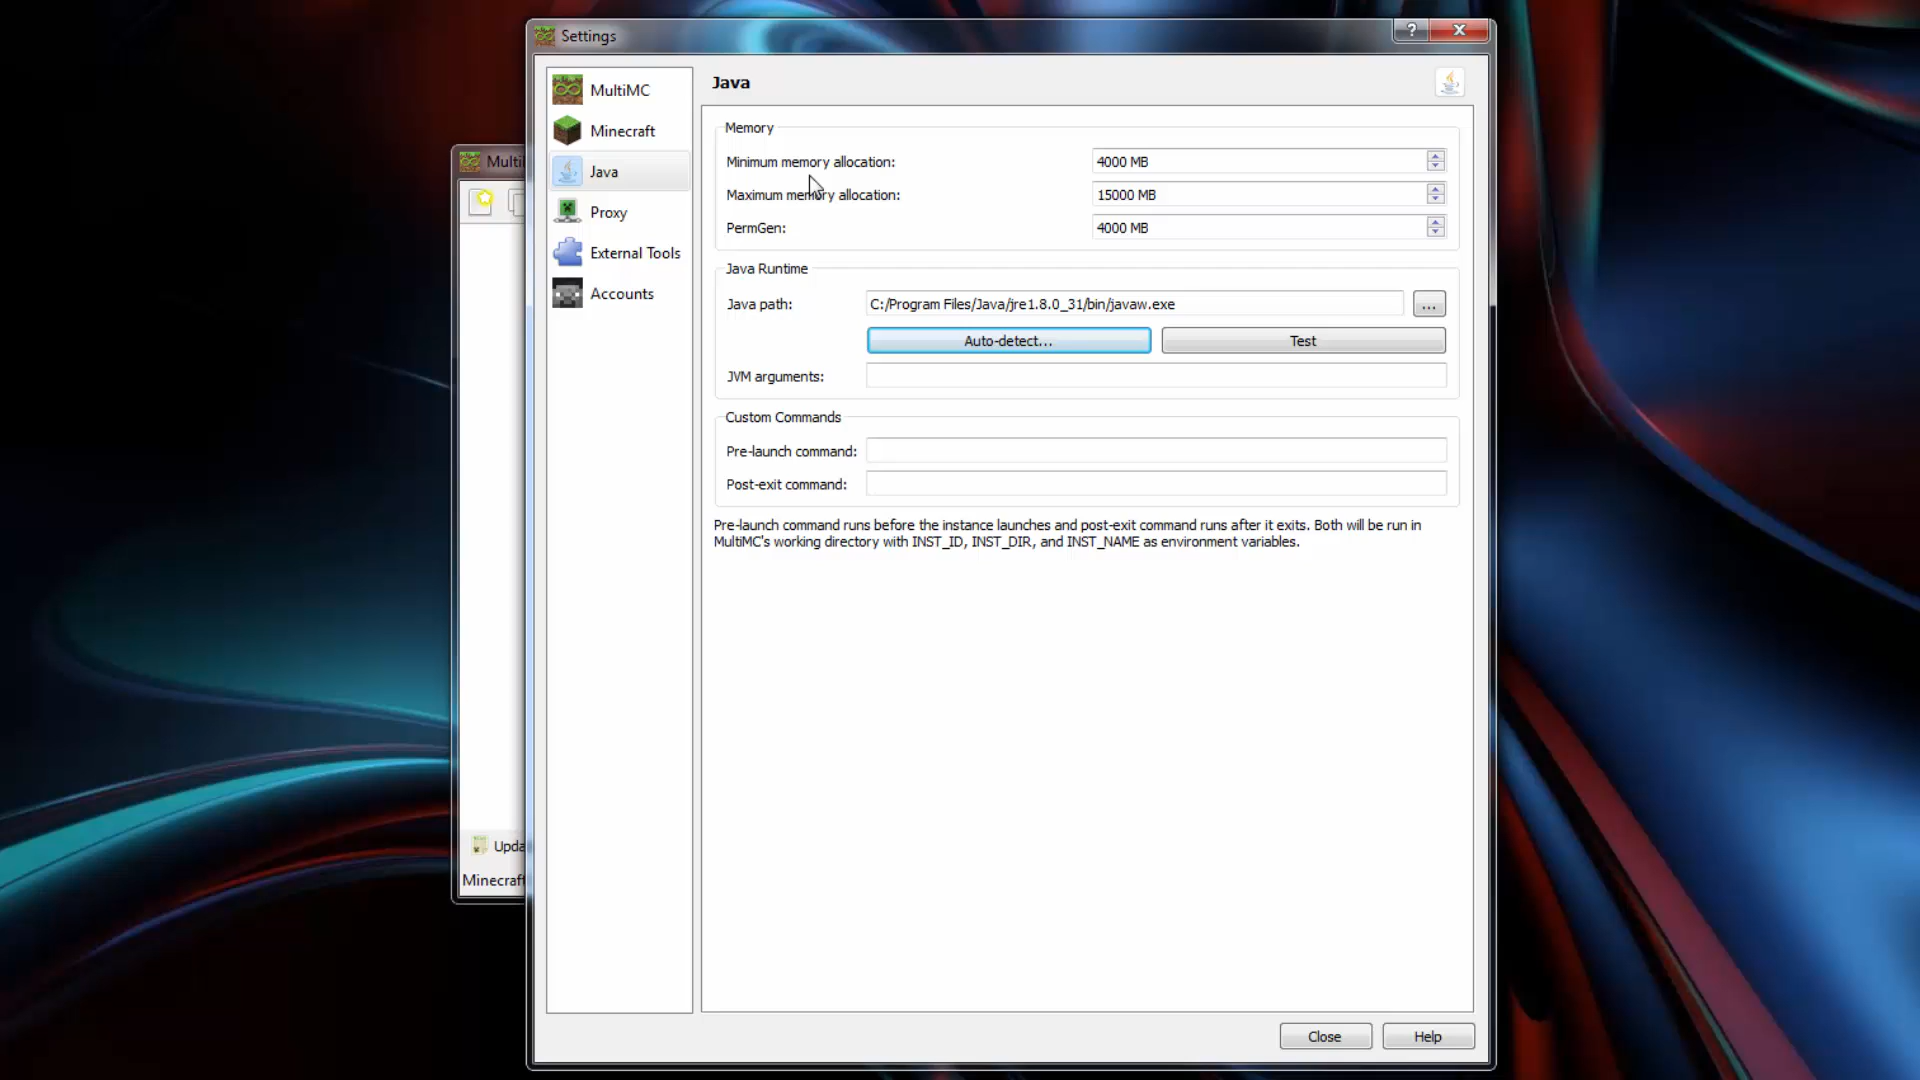 Settings
?
MultiMC
Minecraft
Java
Proxy
External Tools
Accounts
Java
Memory
Minimum memory allocation:
4000 MB
Maximum memory allocation:
15000 MB
PermGen:
4000 MB
Java Runtime
Java path:
C:/Program Files/Java/jre1.8.0_31/bin/javaw.exe
...
Auto-detect...
Test
JVM arguments:
Custom Commands
Pre-launch command:
Post-exit command:
Pre-launch command runs before the instance launches and post-exit command runs after it exits. Both will be run in
MultiMC's working directory with INST_ID, INST_DIR, and INST_NAME as environment variables.
Close
Help
Multi
Upda
Minecraft